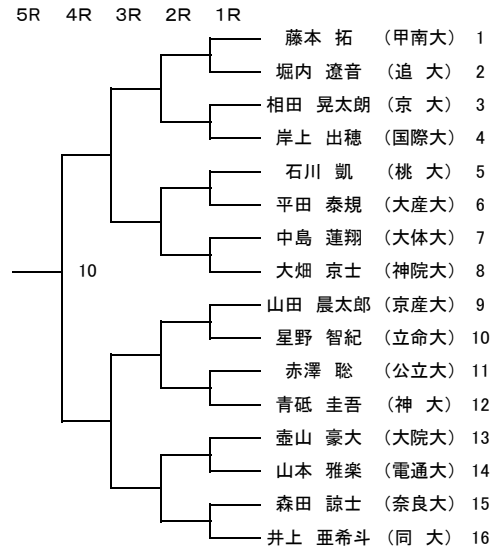 5R 4R 3R 2R 1R
藤本 拓 (甲南大) 1
堀内 遼音 (追 大) 2
相田 晃太朗 (京 大) 3
岸上 出穂 (国際大) 4
石川 凱 (桃 大) 5
平田 泰規 (大産大) 6
中島 蓮翔 (大体大) 7
大畑 京士 (神院大) 8
10
山田 晨太郎 (京産大) 9
星野 智紀 (立命大) 10
赤澤 聡 (公立大) 11
青砥 圭吾 (神 大) 12
壺山 豪大 (大院大) 13
山本 雅楽 (電通大) 14
森田 諒士 (奈良大) 15
井上 亜希斗 (同 大) 16